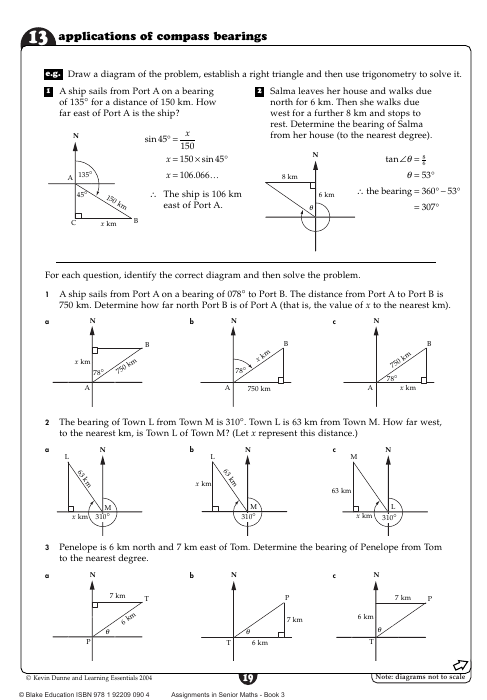 13 applications of compass bearings
e.g. Draw a diagram of the problem, establish a right triangle and then use trigonometry to solve it.
1 A ship sails from Port A on a bearing
of 135° for a distance of 150 km. How
far east of Port A is the ship?
sin 45° = x/150
x = 150 × sin 45°
x = 106.066…
∴ The ship is 106 km
east of Port A.
N
A
135°
45°
150 km
C
x km
B
2 Salma leaves her house and walks due
north for 6 km. Then she walks due
west for a further 8 km and stops to
rest. Determine the bearing of Salma
from her house (to the nearest degree).
N
8 km
6 km
θ
tan∠θ = 8/6
θ = 53°
∴ the bearing = 360° − 53°
= 307°
For each question, identify the correct diagram and then solve the problem.
1 A ship sails from Port A on a bearing of 078° to Port B. The distance from Port A to Port B is
750 km. Determine how far north Port B is of Port A (that is, the value of x to the nearest km).
a
N
B
x km
78°
750 km
A
b
N
B
x km
78°
A
750 km
c
N
B
750 km
78°
A
x km
2 The bearing of Town L from Town M is 310°. Town L is 63 km from Town M. How far west,
to the nearest km, is Town L of Town M? (Let x represent this distance.)
a
N
L
63 km
M
x km
310°
b
N
L
63 km
x km
M
310°
c
N
M
63 km
L
x km
310°
3 Penelope is 6 km north and 7 km east of Tom. Determine the bearing of Penelope from Tom
to the nearest degree.
a
N
7 km
T
6 km
θ
P
b
N
P
7 km
θ
T
6 km
c
N
7 km
P
6 km
θ
T
© Kevin Dunne and Learning Essentials 2004
19
Note: diagrams not to scale
© Blake Education ISBN 978 1 92209 090 4 Assignments in Senior Maths - Book 3